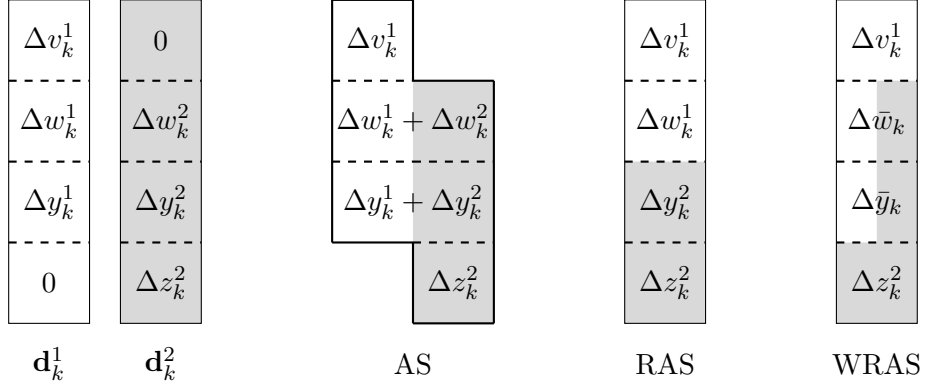 Δv_k^1 0 Δv_k^1 Δv_k^1 Δv_k^1
Δw_k^1 Δw_k^2 Δw_k^1 + Δw_k^2 Δw_k^1 Δw̄_k
Δy_k^1 Δy_k^2 Δy_k^1 + Δy_k^2 Δy_k^2 Δȳ_k
0 Δz_k^2 Δz_k^2 Δz_k^2 Δz_k^2
d_k^1 d_k^2 AS RAS WRAS